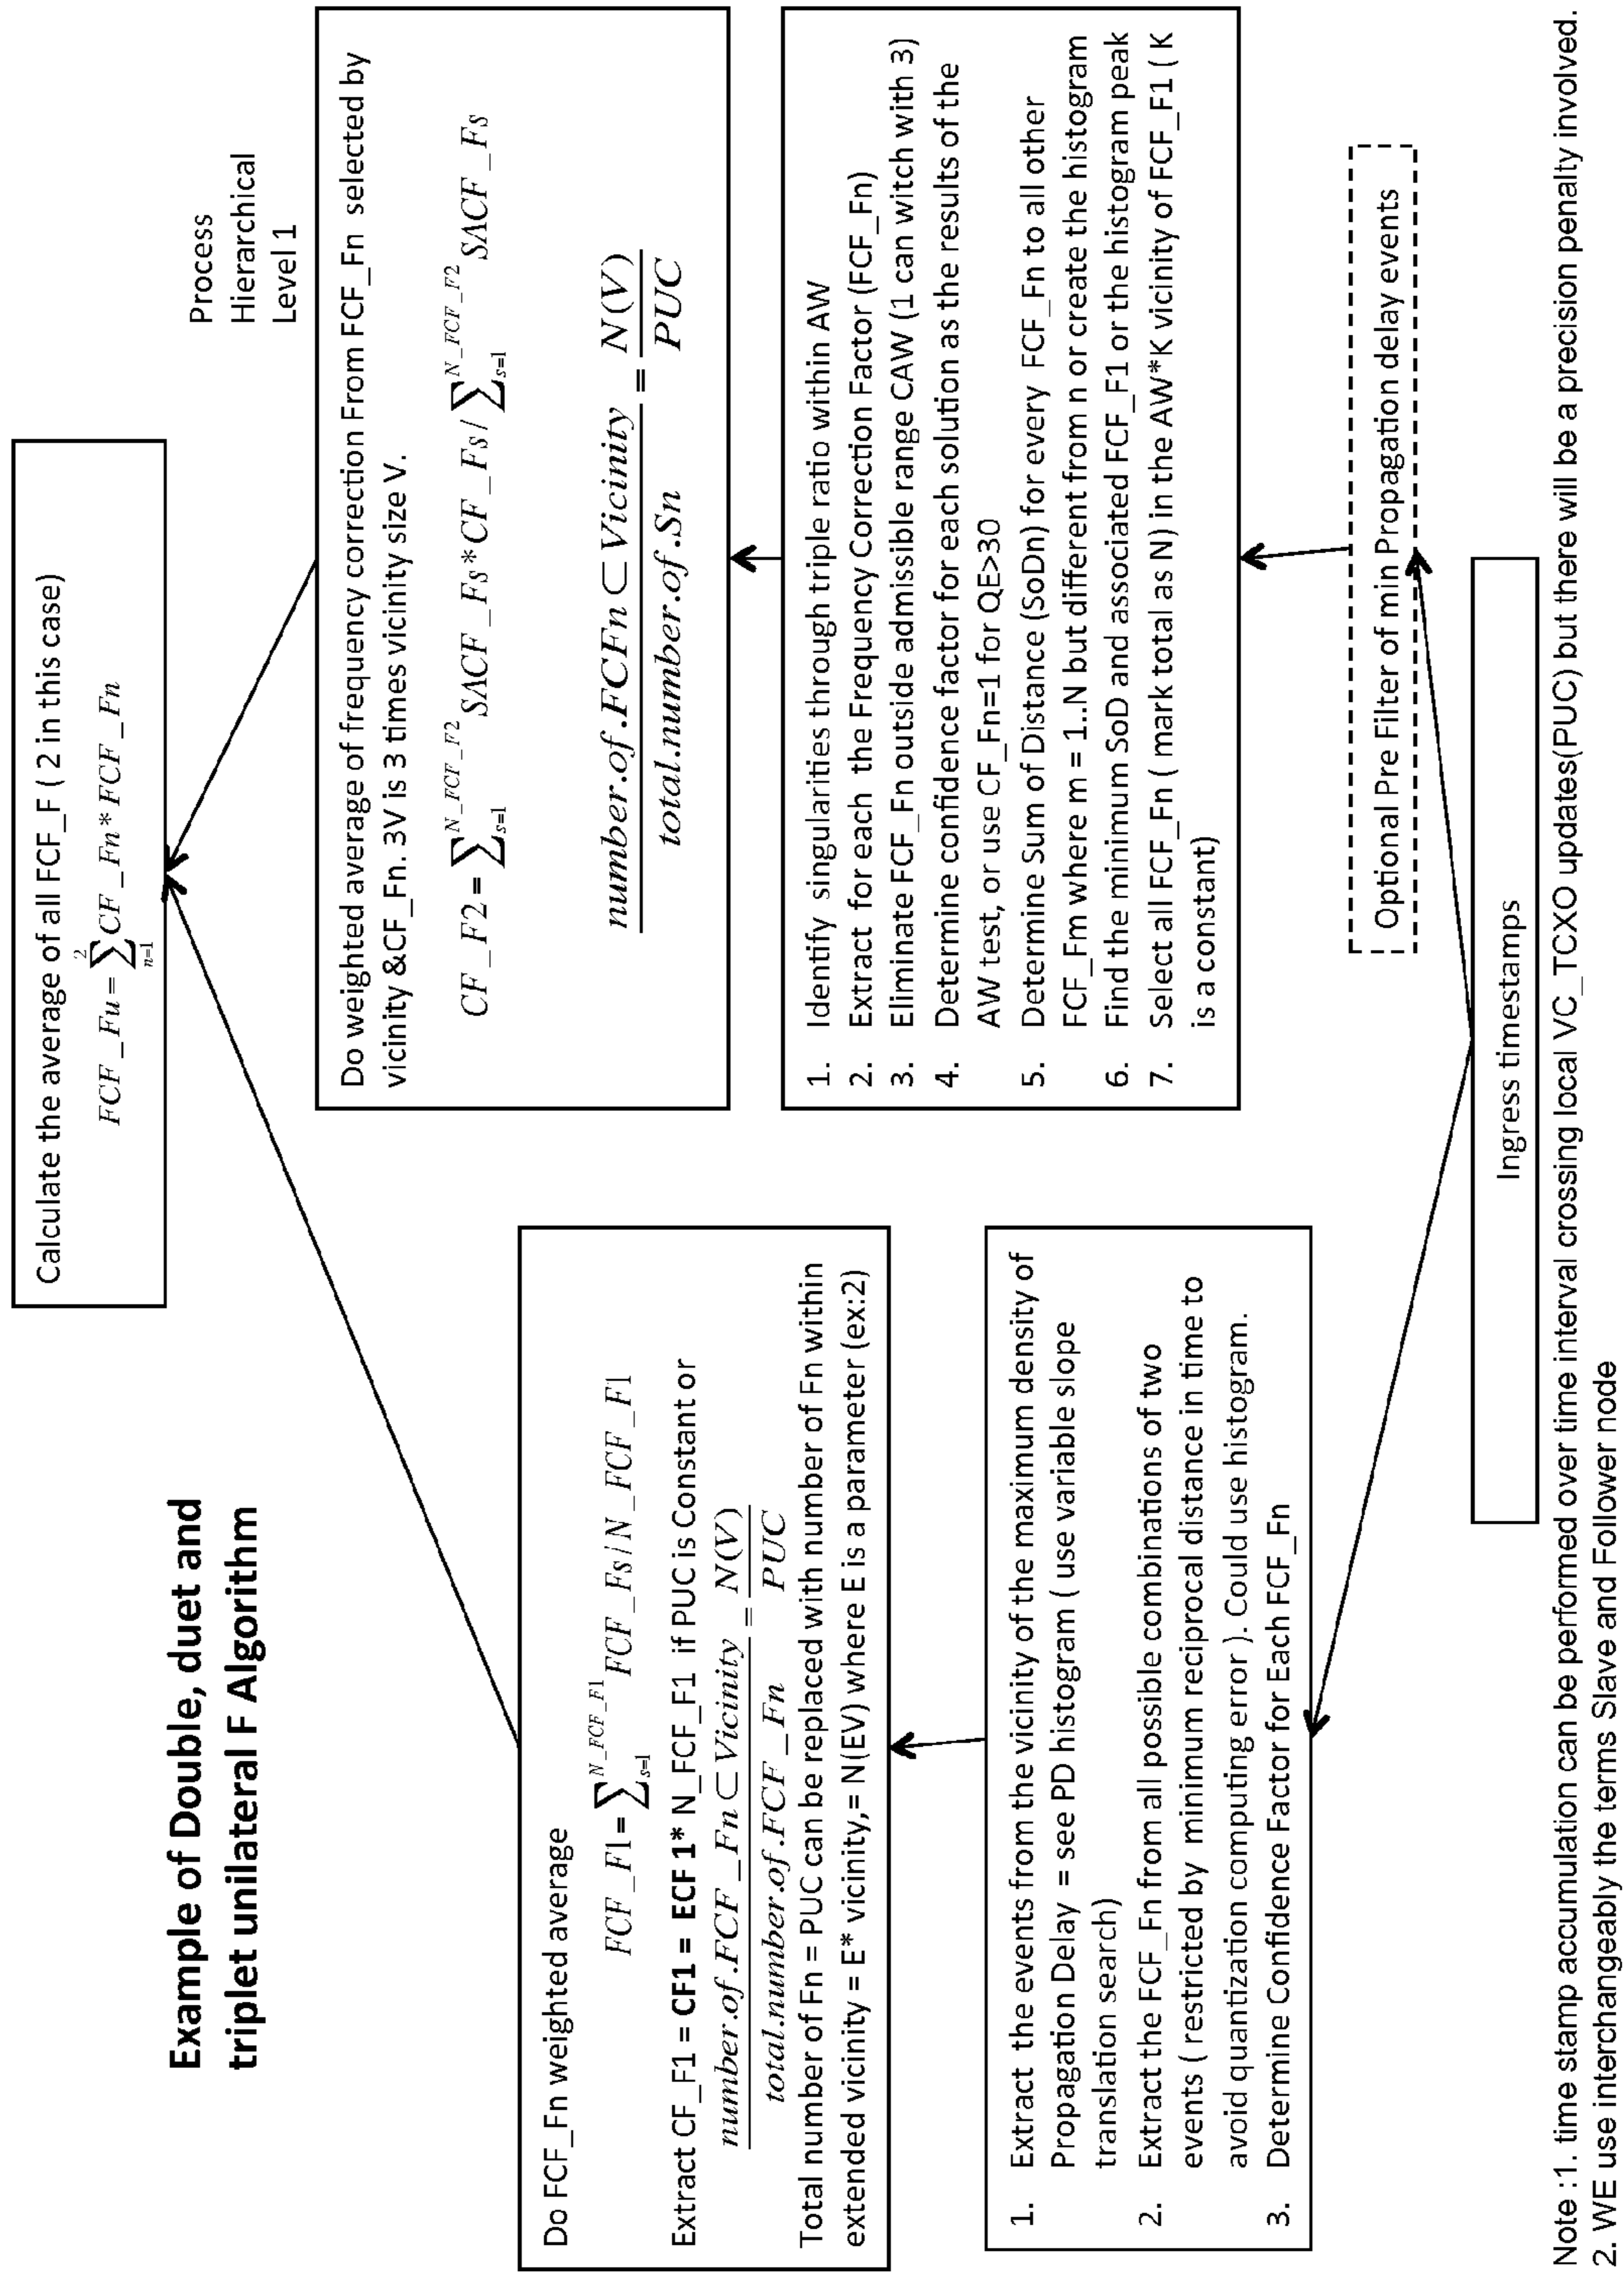 Example of Double, duet and
triplet unilateral F Algorithm
Calculate the average of all FCF_F ( 2 in this case)
FCF_Fu = ∑_{n=1}^{2} CF_Fn*FCF_Fn
Process
Hierarchical
Level 1
Do FCF_Fn weighted average
FCF_F1 = ∑_{s=1}^{N_FCF_F1} FCF_Fs/N_FCF_F1
Extract CF_F1 = CF1 = ECF 1* N_FCF_F1 if PUC is Constant or
number.of.FCF_Fn ⊂ Vicinity / total.number.of.FCF_Fn = N(V) / PUC
Total number of Fn = PUC can be replaced with number of Fn within
extended vicinity = E* vicinity,= N(EV) where E is a parameter (ex:2)
Do weighted average of frequency correction From FCF_Fn selected by
vicinity &CF_Fn. 3V is 3 times vicinity size V.
CF_F2 = ∑_{s=1}^{N_FCF_F2} SΛCF_Fs*CF_Fs / ∑_{s=1}^{N_FCF_F2} SΛCF_Fs
number.of.FCFn ⊂ Vicinity / total.number.of.Sn = N(V) / PUC
1. Extract the events from the vicinity of the maximum density of
Propagation Delay = see PD histogram ( use variable slope
translation search)
2. Extract the FCF_Fn from all possible combinations of two
events ( restricted by minimum reciprocal distance in time to
avoid quantization computing error ). Could use histogram.
3. Determine Confidence Factor for Each FCF_Fn
1. Identify singularities through triple ratio within AW
2. Extract for each the Frequency Correction Factor (FCF_Fn)
3. Eliminate FCF_Fn outside admissible range CAW (1 can witch with 3)
4. Determine confidence factor for each solution as the results of the
AW test, or use CF_Fn=1 for QE>30
5. Determine Sum of Distance (SoDn) for every FCF_Fn to all other
FCF_Fm where m = 1..N but different from n or create the histogram
6. Find the minimum SoD and associated FCF_F1 or the histogram peak
7. Select all FCF_Fn ( mark total as N) in the AW*K vicinity of FCF_F1 ( K
is a constant)
Optional Pre Filter of min Propagation delay events
Ingress timestamps
Note :1. time stamp accumulation can be performed over time interval crossing local VC_TCXO updates(PUC) but there will be a precision penalty involved.
2. WE use interchangeably the terms Slave and Follower node